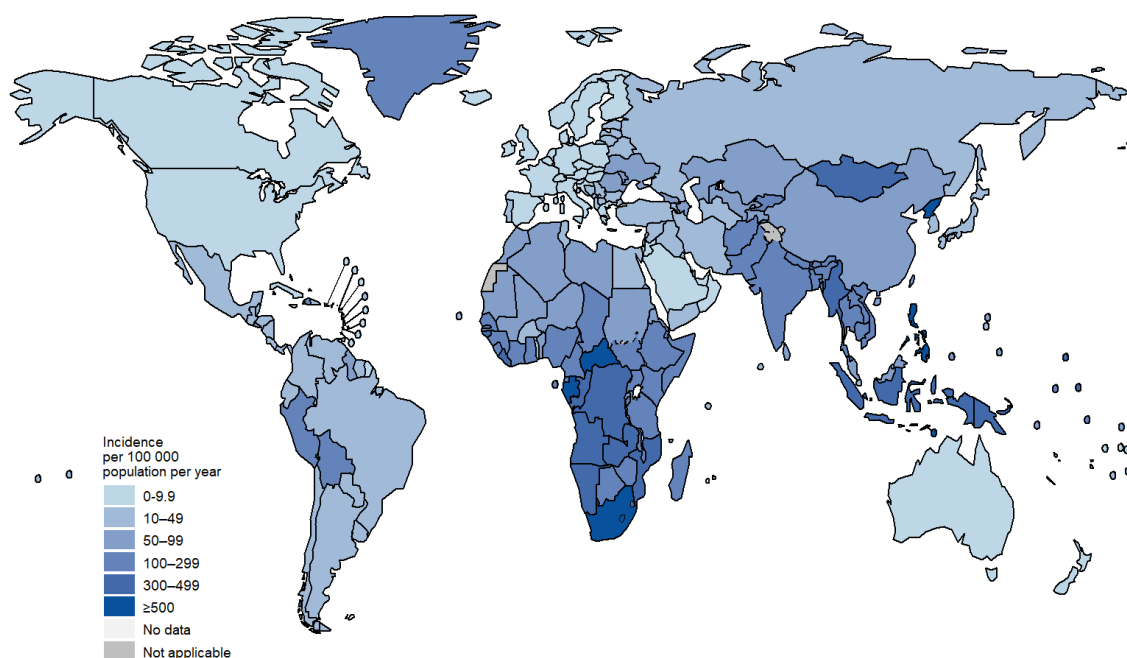 Incidence
per 100 000
population per year
0-9.9
10–49
50–99
100–299
300–499
≥500
No data
Not applicable